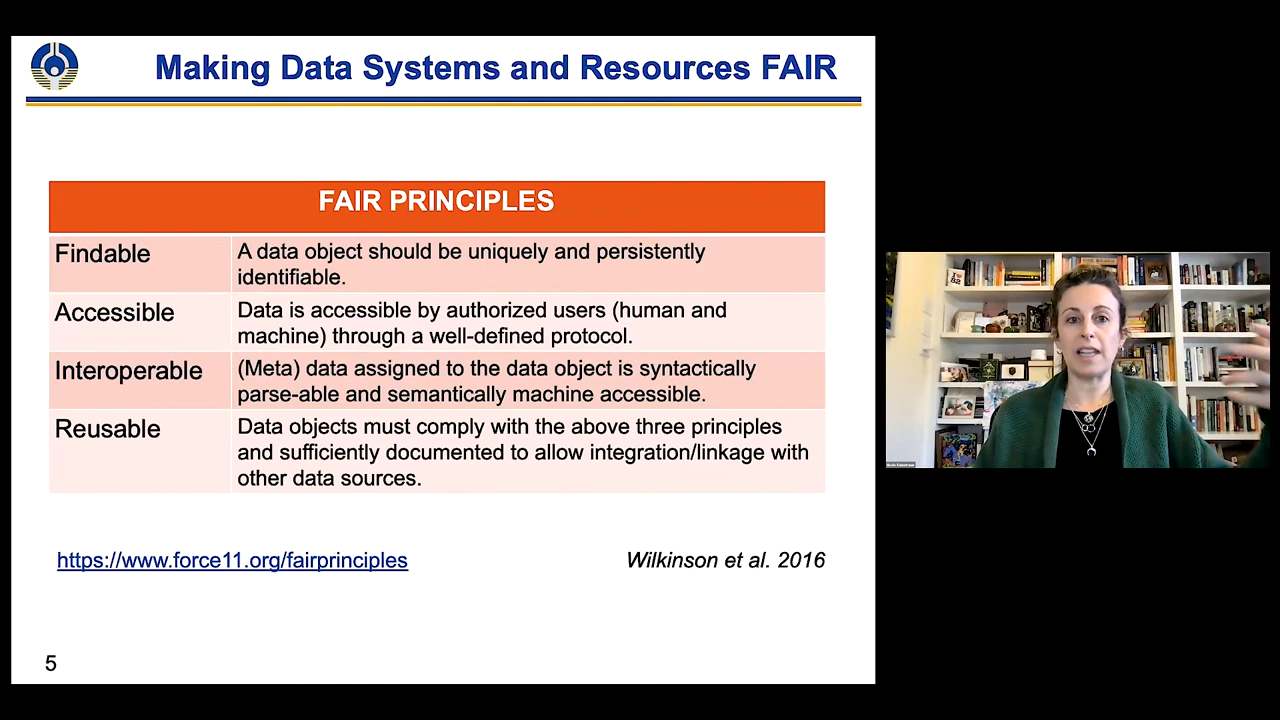 Making Data Systems and Resources FAIR
FAIR PRINCIPLES
Findable
A data object should be uniquely and persistently
identifiable.
Accessible
Data is accessible by authorized users (human and
machine) through a well-defined protocol.
Interoperable
(Meta) data assigned to the data object is syntactically
parse-able and semantically machine accessible.
Reusable
Data objects must comply with the above three principles
and sufficiently documented to allow integration/linkage with
other data sources.
https://www.force11.org/fairprinciples
Wilkinson et al. 2016
5